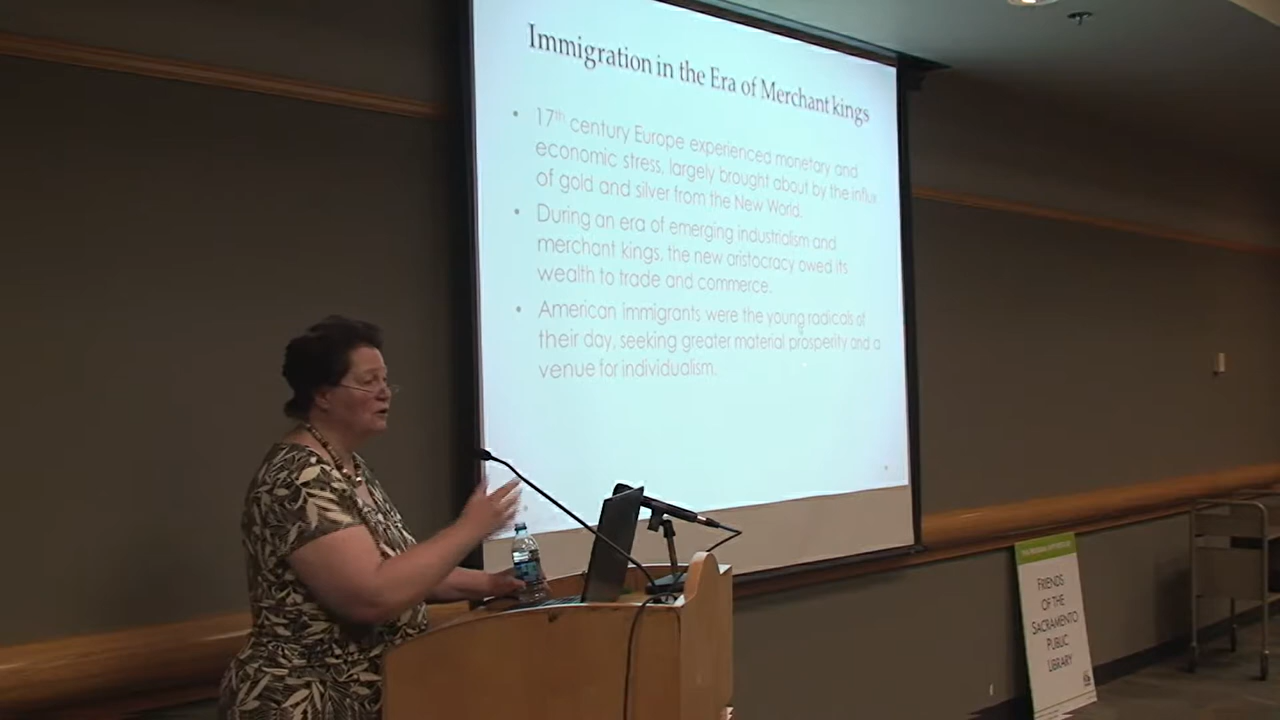 Immigration in the Era of Merchant kings
• 17th century Europe experienced monetary and
economic stress, largely brought about by the influx
of gold and silver from the New World.
• During an era of emerging industrialism and
merchant kings, the new aristocracy owed its
wealth to trade and commerce.
• American Immigrants were the young radicals of
their day, seeking greater material prosperity and a
venue for individualism.
FRIENDS
OF THE
SACRAMENTO
PUBLIC
LIBRARY